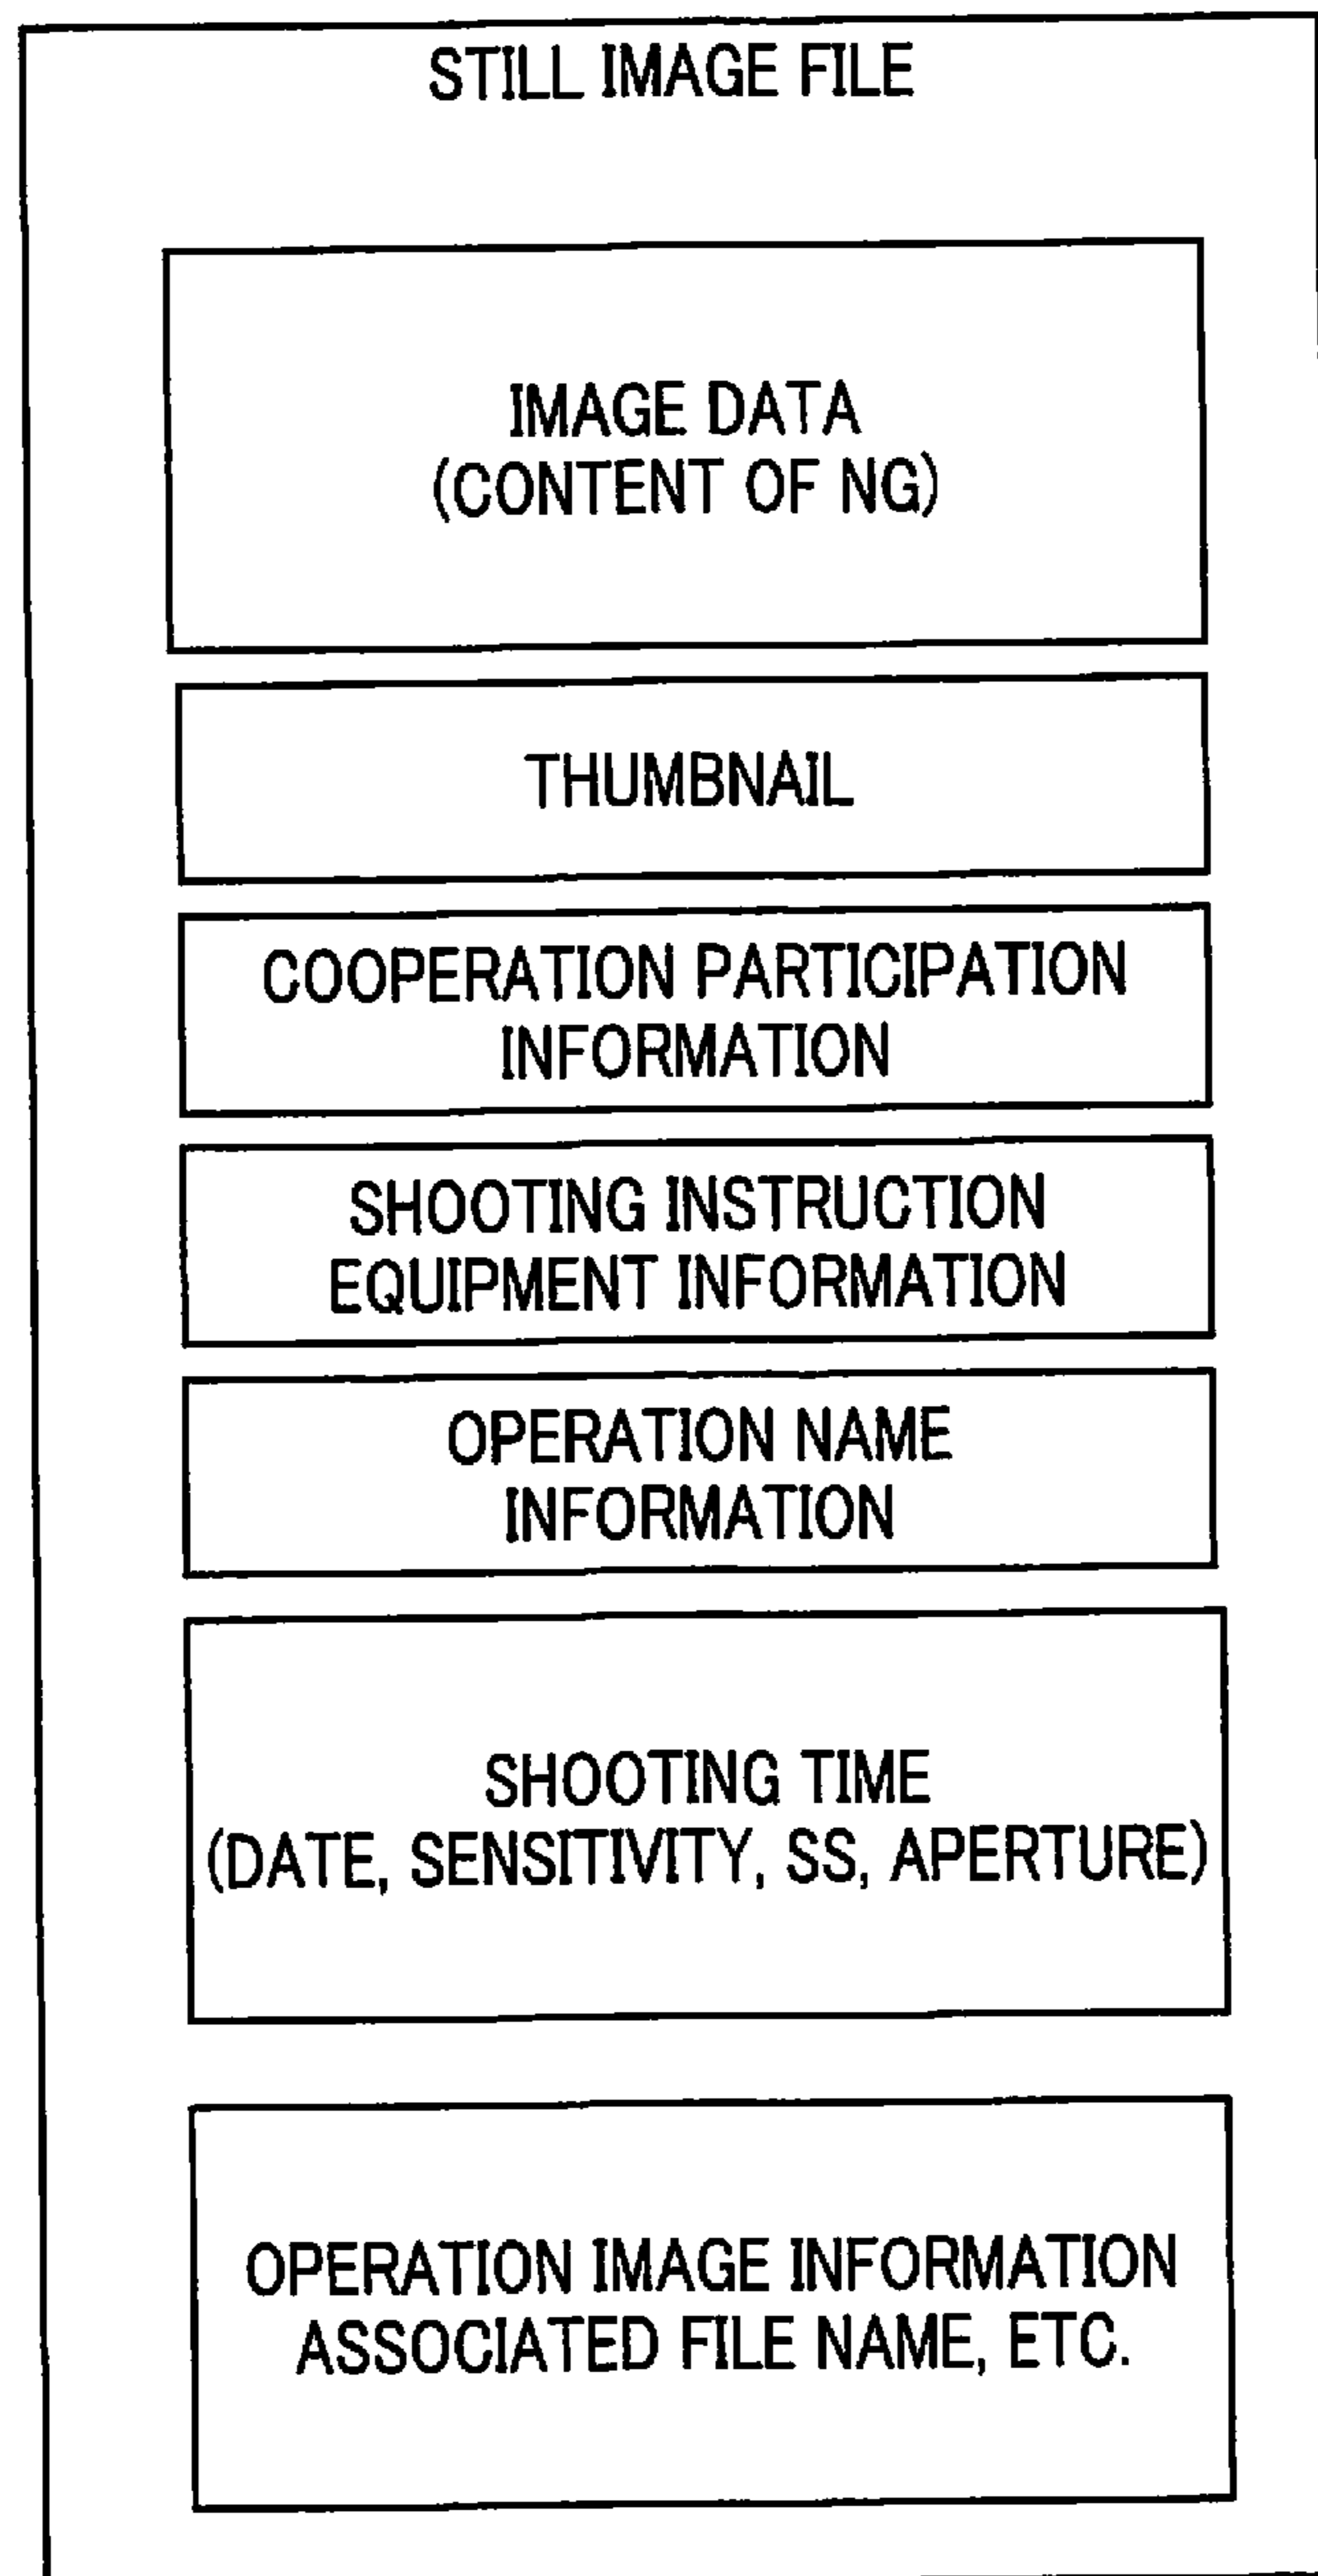 STILL IMAGE FILE
IMAGE DATA
(CONTENT OF NG)
THUMBNAIL
COOPERATION PARTICIPATION
INFORMATION
SHOOTING INSTRUCTION
EQUIPMENT INFORMATION
OPERATION NAME
INFORMATION
SHOOTING TIME
(DATE, SENSITIVITY, SS, APERTURE)
OPERATION IMAGE INFORMATION
ASSOCIATED FILE NAME, ETC.